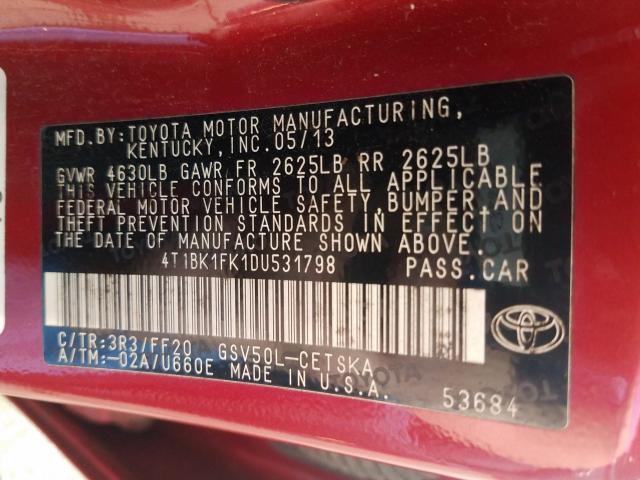 MFD.BY:TOYOTA MOTOR MANUFACTURING,
KENTUCKY, INC. 05/13
GVWR 4630LB GAWR FR 2625LB RR 2625LB
THIS VEHICLE CONFORMS TO ALL APPLICABLE
FEDERAL MOTOR VEHICLE SAFETY, BUMPER, AND
THEFT PREVENTION STANDARDS IN EFFECT ON
THE DATE OF MANUFACTURE SHOWN ABOVE.
4T1BK1FK1DU531798 PASS.CAR
C/TR:3R3/FF20 GSV50L-CETSKA
A/TM:-02A/U660E MADE IN U.S.A.
53684